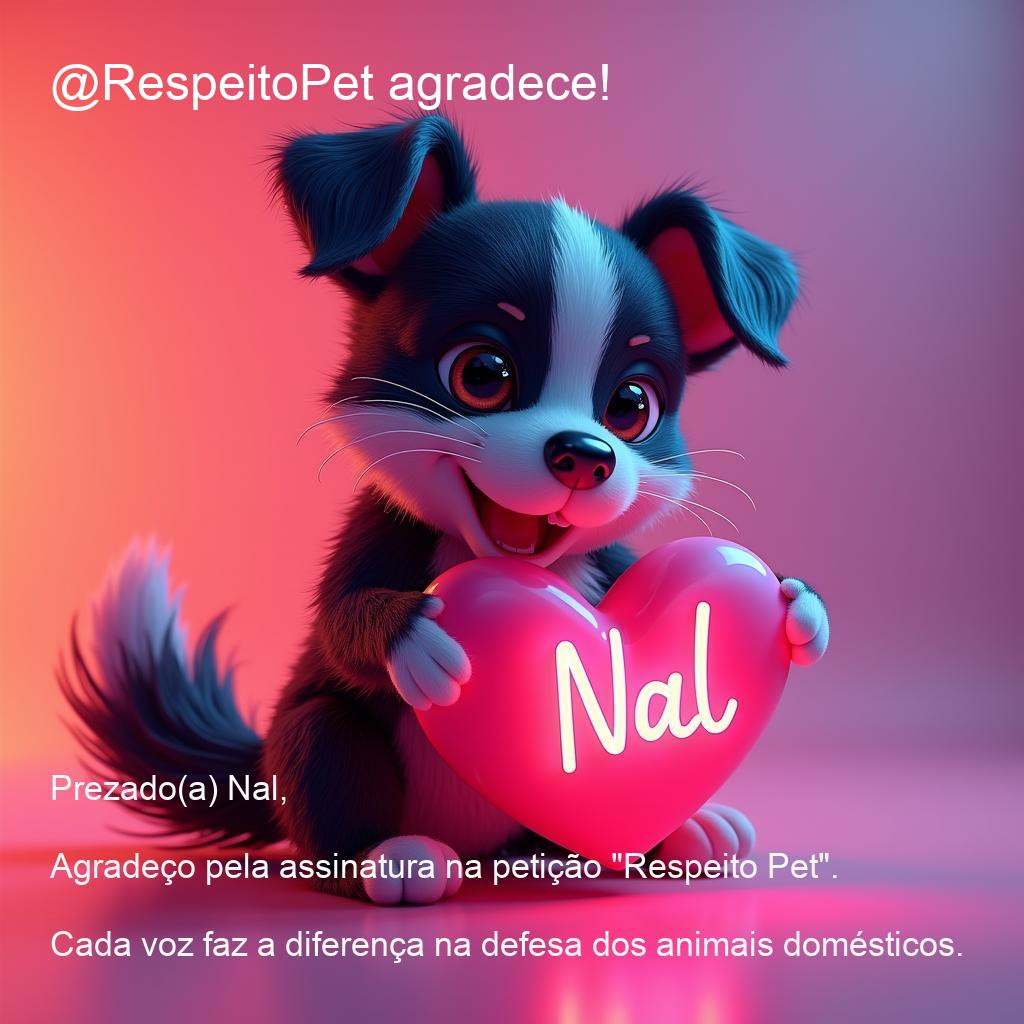 @RespeitoPet agradece!
Nal
Prezado(a) Nal,
Agradeço pela assinatura na petição "Respeito Pet".
Cada voz faz a diferença na defesa dos animais domésticos.